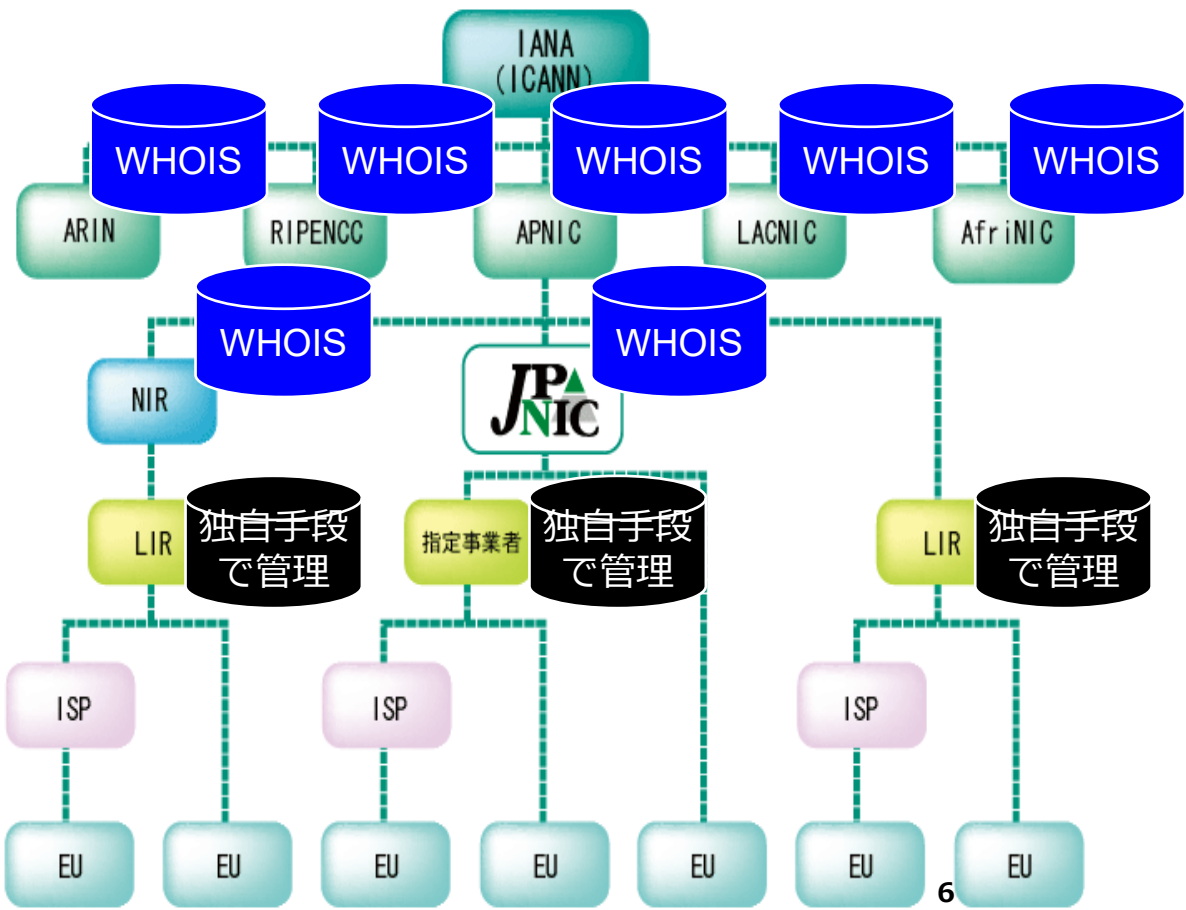 IANA
(ICANN)
WHOIS
WHOIS
WHOIS
WHOIS
WHOIS
ARIN
RIPENCC
APNIC
LACNIC
AfriNIC
WHOIS
WHOIS
NIR
JPNIC
LIR
独自手段
で管理
指定事業者
独自手段
で管理
LIR
独自手段
で管理
ISP
ISP
ISP
EU
EU
EU
EU
EU
EU
EU
6